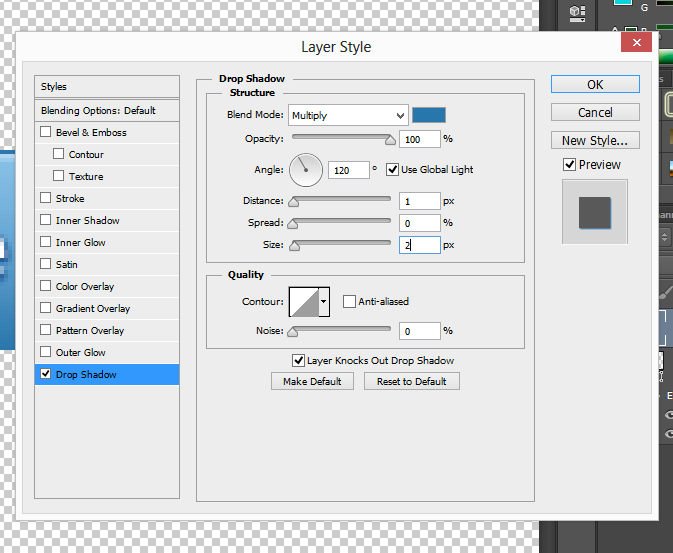 G
Layer Style
Styles
Blending Options: Default
Bevel & Emboss
Contour
Texture
Stroke
Inner Shadow
Inner Glow
Satin
Color Overlay
Gradient Overlay
Pattern Overlay
Outer Glow
Drop Shadow
Drop Shadow
Structure
Blend Mode: Multiply
Opacity: 100 %
Angle: 120 ° Use Global Light
Distance: 1 px
Spread: 0 %
Size: 2 px
Quality
Contour: Anti-aliased
Noise: 0 %
Layer Knocks Out Drop Shadow
Make Default Reset to Default
OK
Cancel
New Style...
Preview